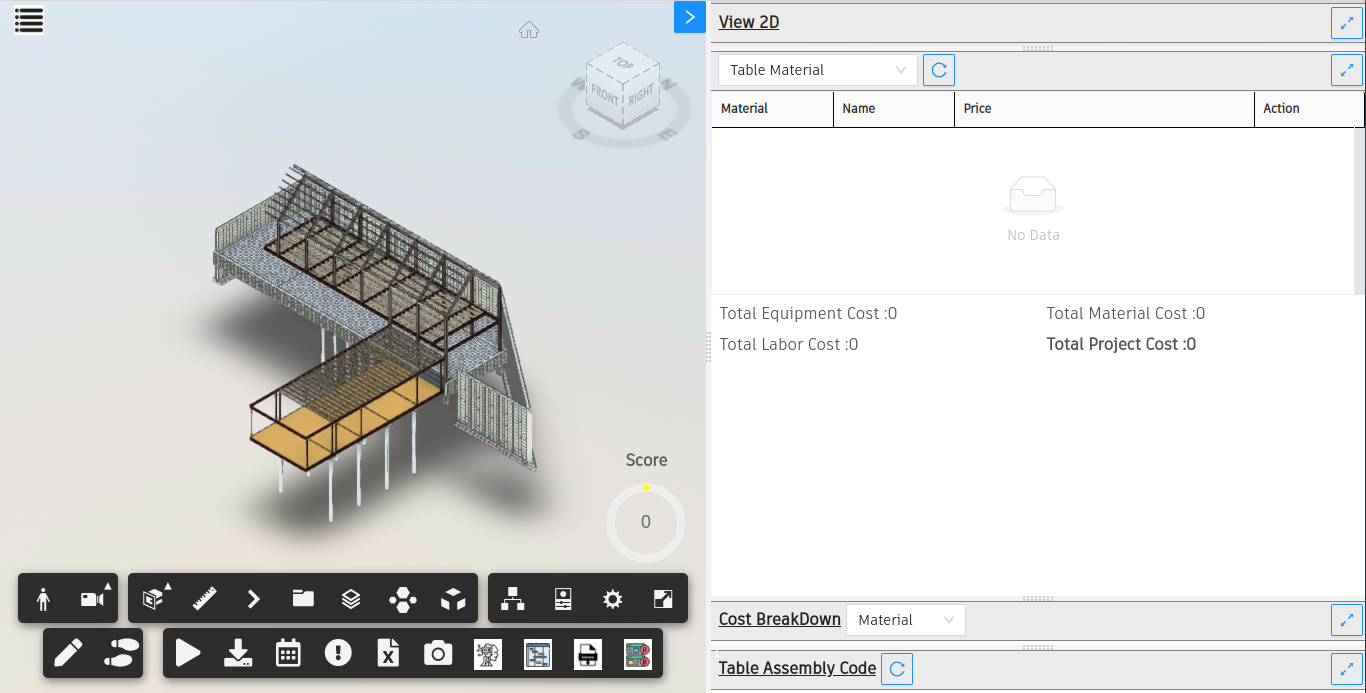 View 2D
Table Material
Material Name Price Action
No Data
Total Equipment Cost :0 Total Material Cost :0
Total Labor Cost :0 Total Project Cost :0
Cost BreakDown Material
Table Assembly Code
TOP
FRONT RIGHT
W N
S E
Score
0